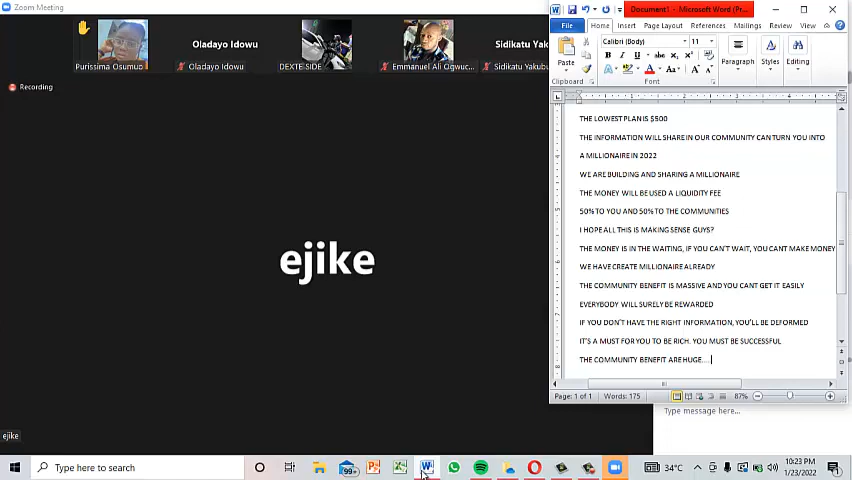 Zoom Meeting
Document1 - Microsoft Word (Pr...
File Home Insert Page Layout References Mailings Review View
Oladayo Idowu
Sidikatu Yak
Purissima Osumuo
Oladayo Idowu
DEXTE-SIDE
Emmanuel Ali Ogwuc...
Sidikatu Yakubu
Recording
Calibri (Body) 11
Paste
Paragraph
Styles
Editing
Clipboard
Font
THE LOWEST PLAN IS $500
THE INFORMATION WILL SHARE IN OUR COMMUNITY CAN TURN YOU INTO
A MILLIONAIRE IN 2022
WE ARE BUILDING AND SHARING A MILLIONAIRE
THE MONEY WILL BE USED A LIQUIDITY FEE
50% TO YOU AND 50% TO THE COMMUNITIES
I HOPE ALL THIS IS MAKING SENSE GUYS?
THE MONEY IS IN THE WAITING, IF YOU CAN'T WAIT, YOU CANT MAKE MONEY
WE HAVE CREATE MILLIONAIRE ALREADY
THE COMMUNITY BENEFIT IS MASSIVE AND YOU CANT GET IT EASILY
EVERYBODY WILL SURELY BE REWARDED
IF YOU DON'T HAVE THE RIGHT INFORMATION, YOU'LL BE DEFORMED
IT'S A MUST FOR YOU TO BE RICH. YOU MUST BE SUCCESSFUL
THE COMMUNITY BENEFIT ARE HUGE....
ejike
Page: 1 of 1 Words: 175 87%
Type message here...
ejike
Type here to search
99+
34°C
10:23 PM
1/23/2022